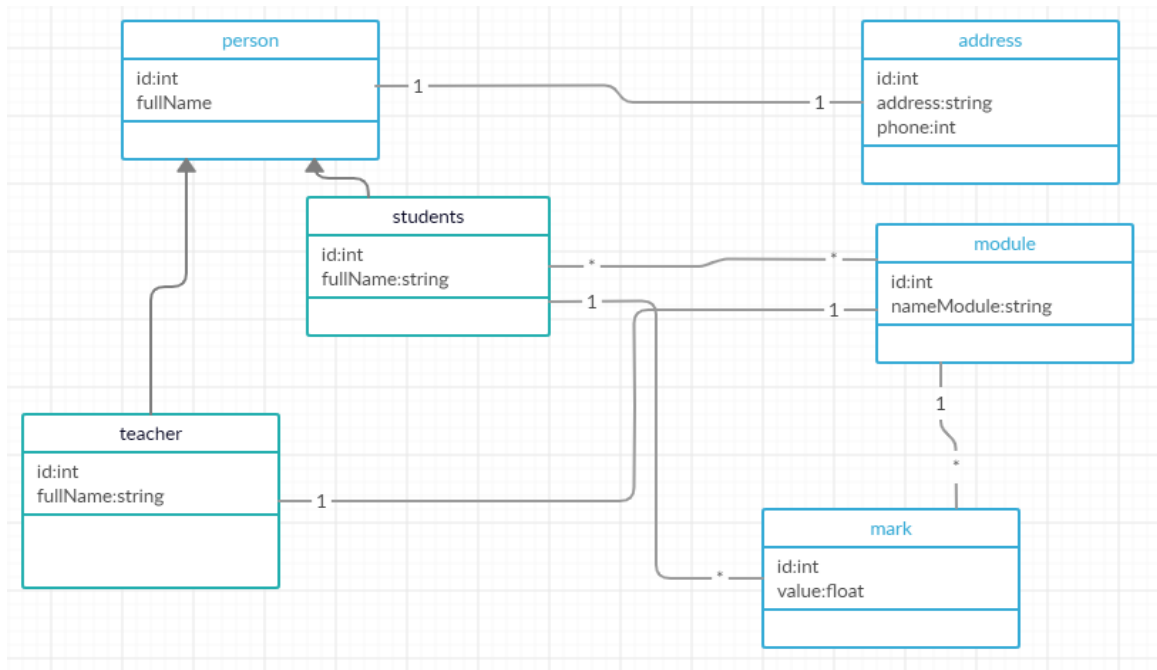 person
id:int
fullName
address
id:int
address:string
phone:int
1
1
students
id:int
fullName:string
module
id:int
nameModule:string
*
*
1
1
1
*
teacher
id:int
fullName:string
1
mark
id:int
value:float
*